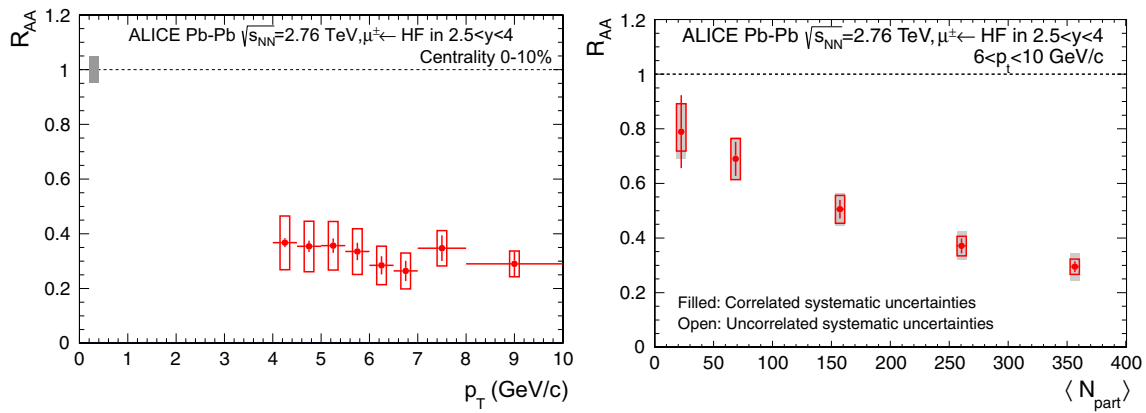 ALICE Pb-Pb √s_NN=2.76 TeV, μ±← HF in 2.5<y<4
Centrality 0-10%
R_AA
1.2
1
0.8
0.6
0.4
0.2
0
0 1 2 3 4 5 6 7 8 9 10
p_T (GeV/c)
ALICE Pb-Pb √s_NN=2.76 TeV, μ±← HF in 2.5<y<4
6<p_t<10 GeV/c
R_AA
1.2
1
0.8
0.6
0.4
0.2
0
Filled: Correlated systematic uncertainties
Open: Uncorrelated systematic uncertainties
0 50 100 150 200 250 300 350 400
⟨ N_part ⟩